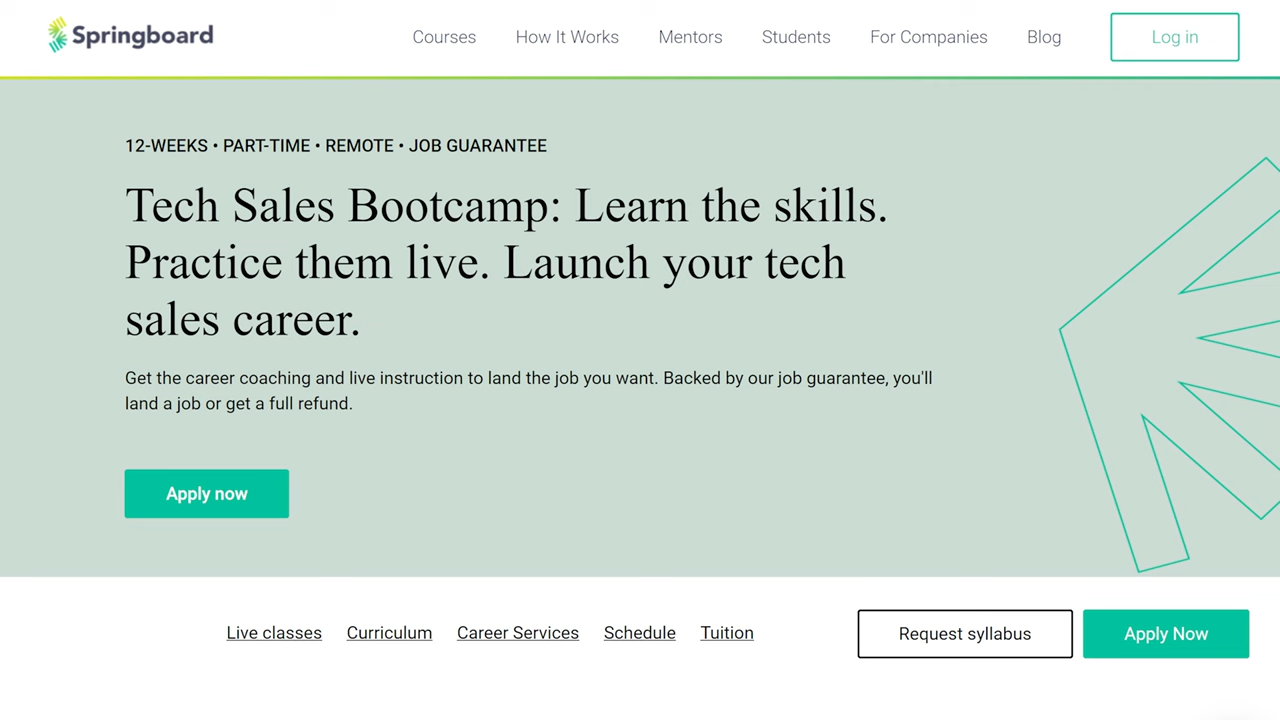 Springboard
Courses
How It Works
Mentors
Students
For Companies
Blog
Log in
12-WEEKS • PART-TIME • REMOTE • JOB GUARANTEE
Tech Sales Bootcamp: Learn the skills.
Practice them live. Launch your tech
sales career.
Get the career coaching and live instruction to land the job you want. Backed by our job guarantee, you'll
land a job or get a full refund.
Apply now
Live classes
Curriculum
Career Services
Schedule
Tuition
Request syllabus
Apply Now